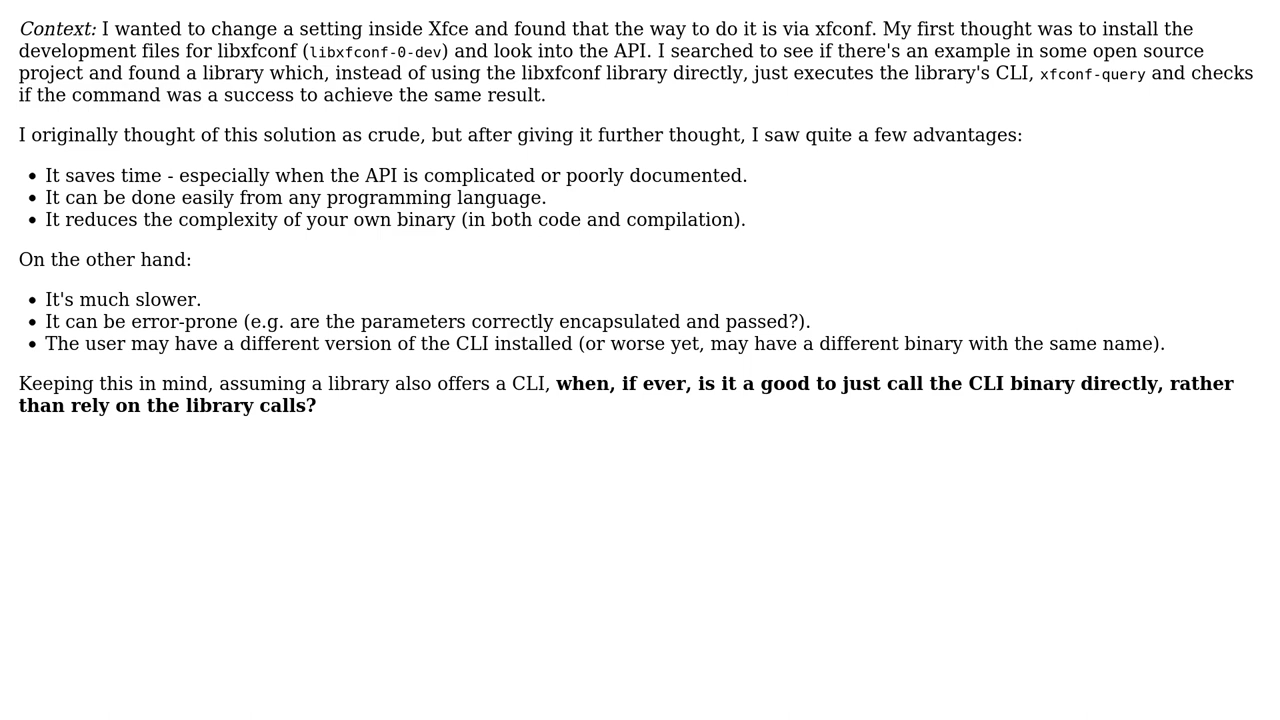 Context: I wanted to change a setting inside Xfce and found that the way to do it is via xfconf. My first thought was to install the
development files for libxfconf (libxfconf-0-dev) and look into the API. I searched to see if there's an example in some open source
project and found a library which, instead of using the libxfconf library directly, just executes the library's CLI, xfconf-query and checks
if the command was a success to achieve the same result.
I originally thought of this solution as crude, but after giving it further thought, I saw quite a few advantages:
• It saves time - especially when the API is complicated or poorly documented.
• It can be done easily from any programming language.
• It reduces the complexity of your own binary (in both code and compilation).
On the other hand:
• It's much slower.
• It can be error-prone (e.g. are the parameters correctly encapsulated and passed?).
• The user may have a different version of the CLI installed (or worse yet, may have a different binary with the same name).
Keeping this in mind, assuming a library also offers a CLI, when, if ever, is it a good to just call the CLI binary directly, rather
than rely on the library calls?